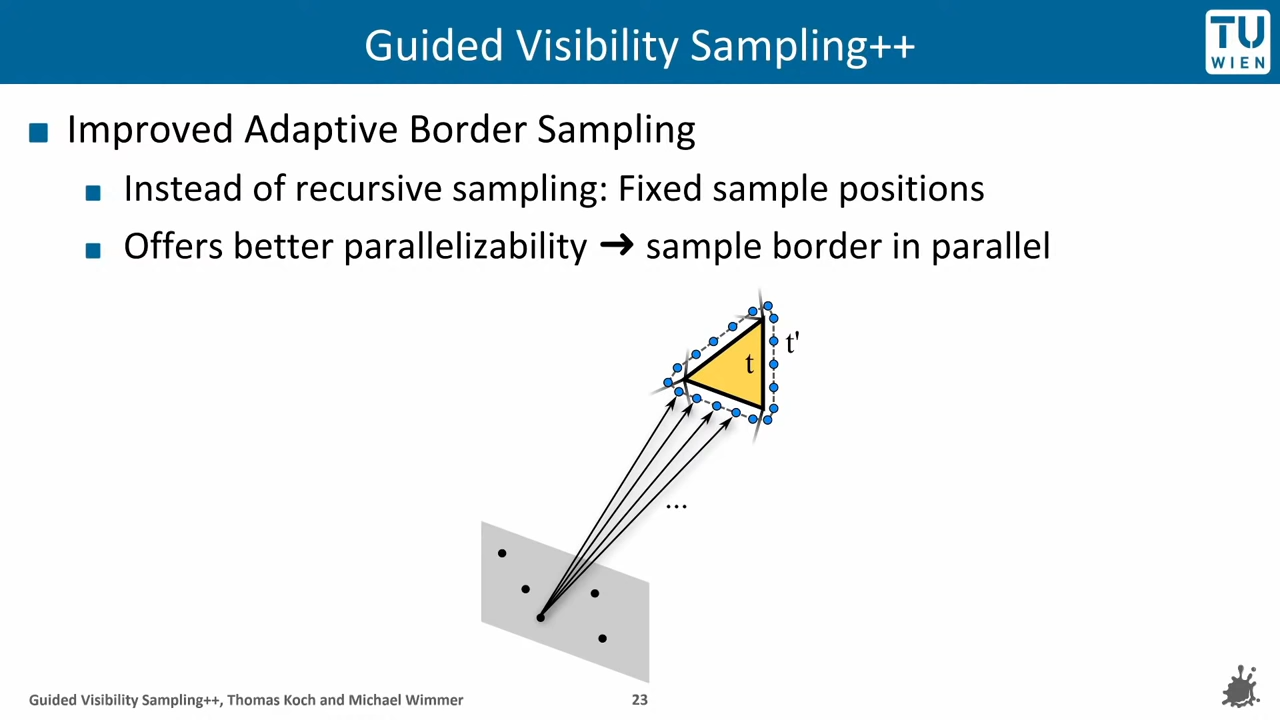 Guided Visibility Sampling++
TU
WIEN
Improved Adaptive Border Sampling
Instead of recursive sampling: Fixed sample positions
Offers better parallelizability ➜ sample border in parallel
t'
t
...
Guided Visibility Sampling++, Thomas Koch and Michael Wimmer
23